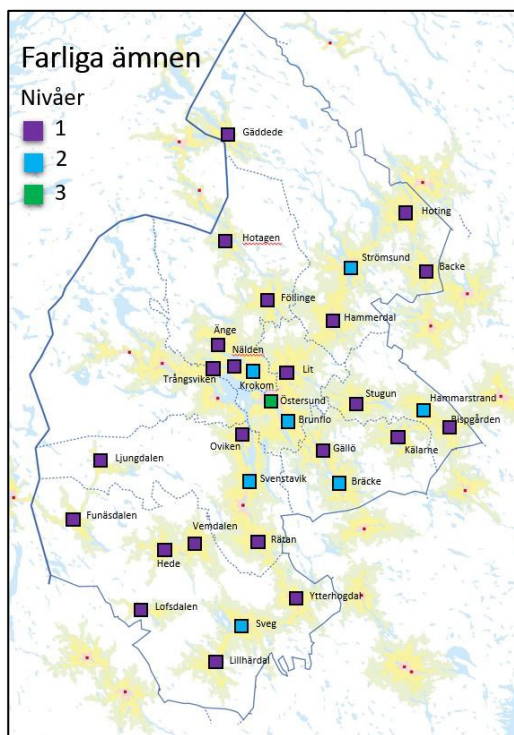 Farliga ämnen
Nivåer
1
2
3
Gäddede
Hoting
Hotagen
Strömsund
Backe
Föllinge
Hammerdal
Änge
Nälden
Trångsviken
Krokom
Lit
Östersund
Stugun
Hammarstrand
Brunflo
Bispgården
Oviken
Gällö
Kälarne
Ljungdalen
Svenstavik
Bräcke
Funäsdalen
Vemdalen
Rätan
Hede
Ytterhogdal
Lofsdalen
Sveg
Lillhärdal